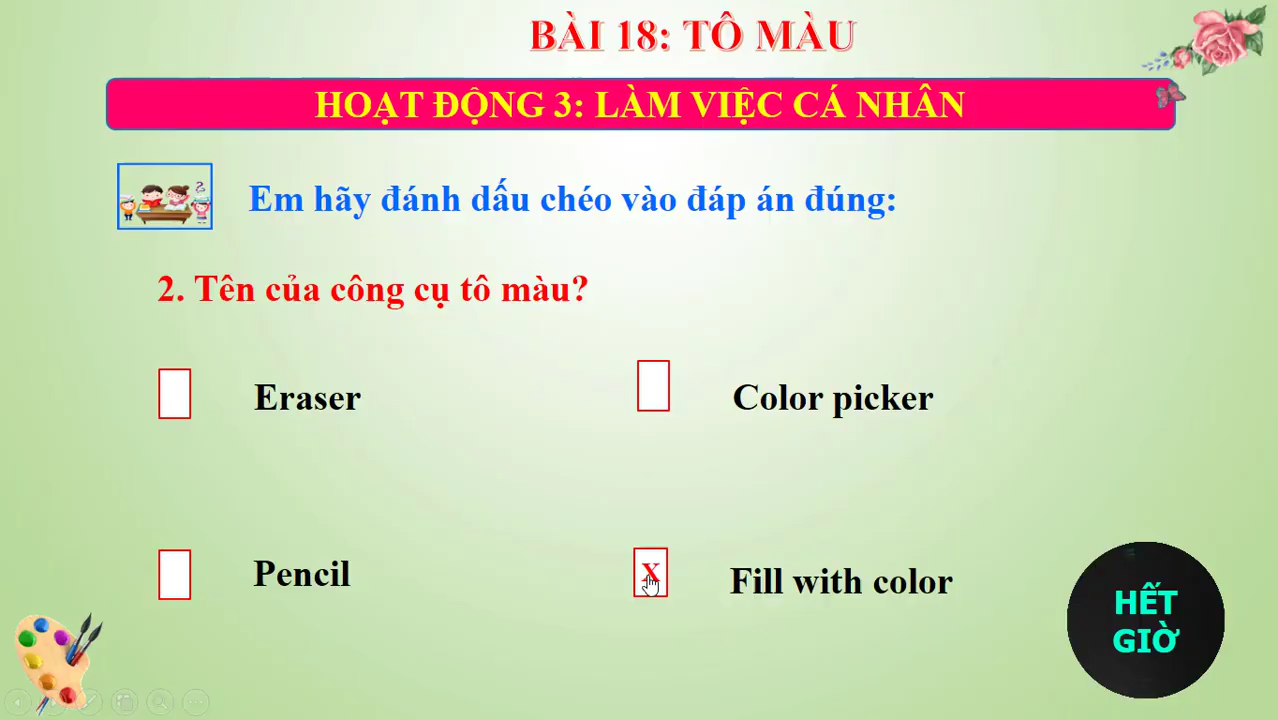 BÀI 18: TÔ MÀU
HOẠT ĐỘNG 3: LÀM VIỆC CÁ NHÂN
Em hãy đánh dấu chéo vào đáp án đúng:
2. Tên của công cụ tô màu?
Eraser
Color picker
Pencil
X
Fill with color
HẾT
GIỜ